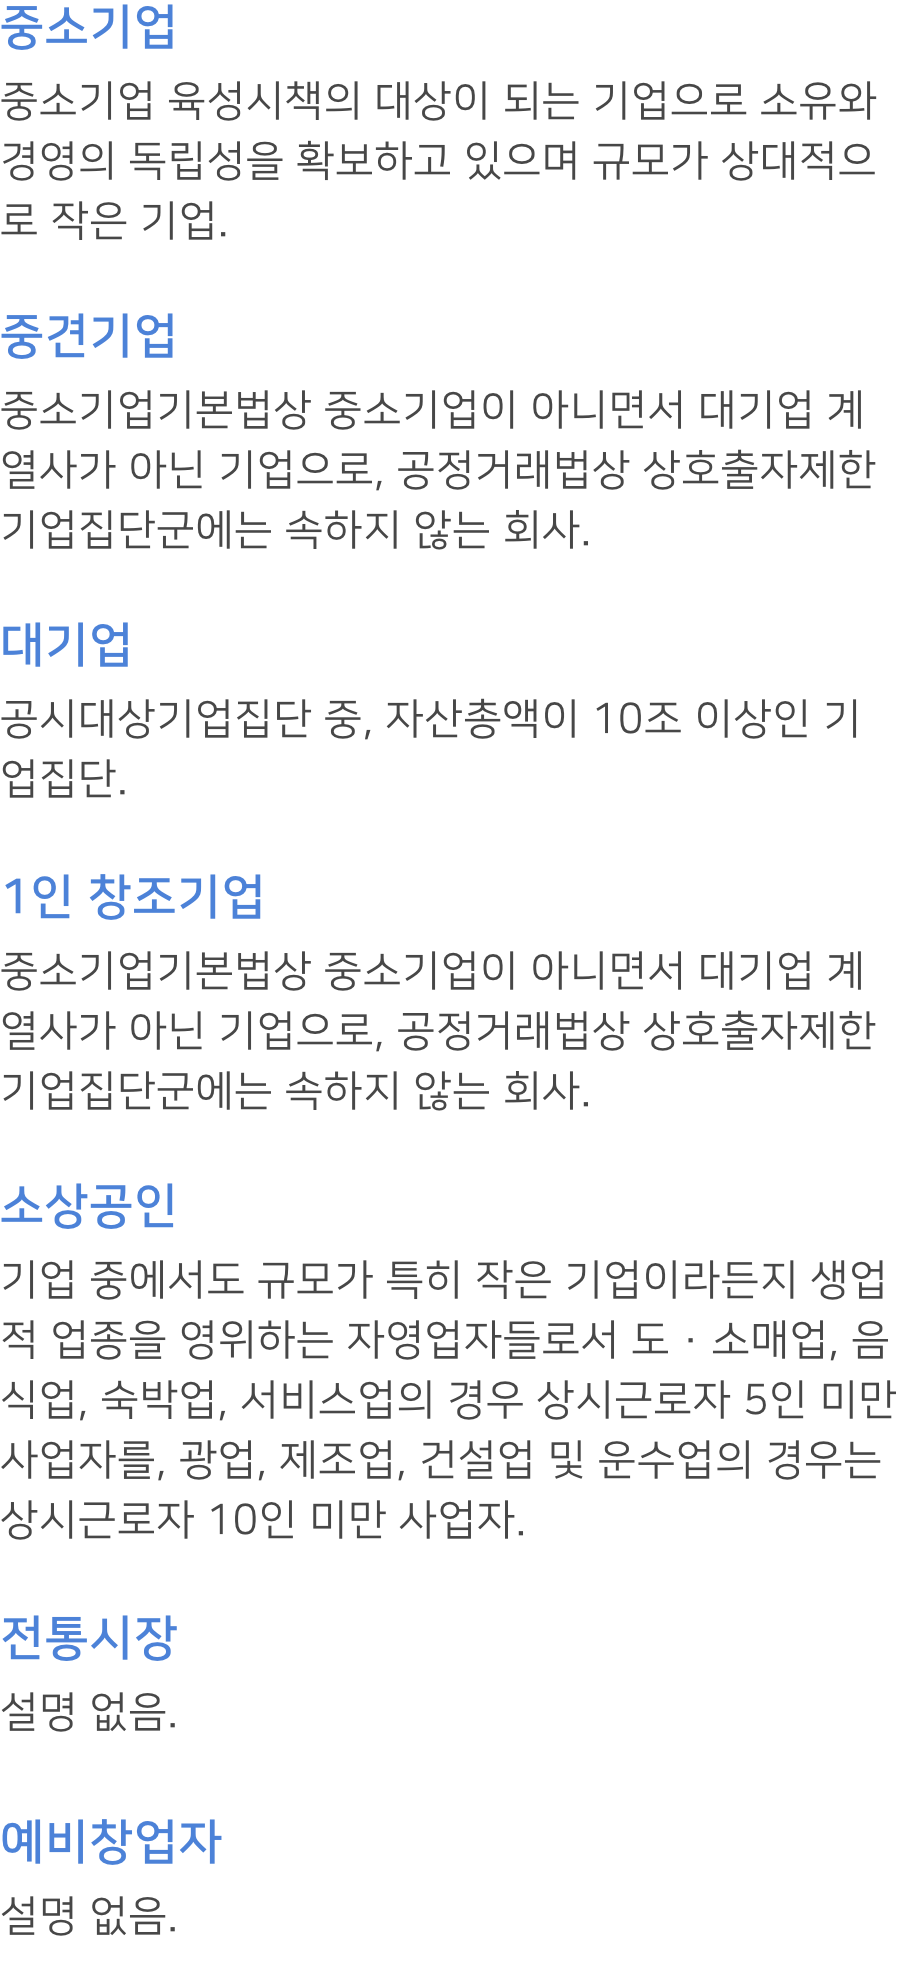 중소기업
중소기업 육성시책의 대상이 되는 기업으로 소유와
경영의 독립성을 확보하고 있으며 규모가 상대적으
로 작은 기업.
중견기업
중소기업기본법상 중소기업이 아니면서 대기업 계
열사가 아닌 기업으로, 공정거래법상 상호출자제한
기업집단군에는 속하지 않는 회사.
대기업
공시대상기업집단 중, 자산총액이 10조 이상인 기
업집단.
1인 창조기업
중소기업기본법상 중소기업이 아니면서 대기업 계
열사가 아닌 기업으로, 공정거래법상 상호출자제한
기업집단군에는 속하지 않는 회사.
소상공인
기업 중에서도 규모가 특히 작은 기업이라든지 생업
적 업종을 영위하는 자영업자들로서 도 · 소매업, 음
식업, 숙박업, 서비스업의 경우 상시근로자 5인 미만
사업자를, 광업, 제조업, 건설업 및 운수업의 경우는
상시근로자 10인 미만 사업자.
전통시장
설명 없음.
예비창업자
설명 없음.